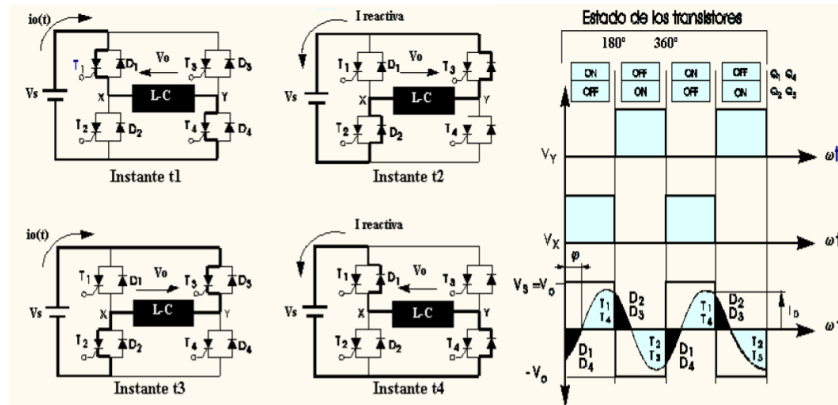 io(t)
T1
D1
Vo
T3
D3
Vs
X
L-C
Y
T2
D2
T4
D4
Instante t1
I reactiva
T1
D1
Vo
T3
Vs
X
L-C
Y
T2
D2
T4
Instante t2
io(t)
T1
D1
Vo
T3
D3
Vs
X
L-C
Y
T2
D2
T4
D4
Instante t3
I reactiva
T1
D1
Vo
T3
Vs
X
L-C
Y
T2
D2
T4
Instante t4
Estado de los transistores
180º 360º
ON OFF ON OFF Q1 Q4
OFF ON OFF ON Q2 Q3
VY
ωt
VX
ωt
φ
VS =VO
T1
T4
D2
D3
T1
T4
D2
D3
IO
ωt
D1
D4
T2
T3
D1
D4
T2
T3
-VO